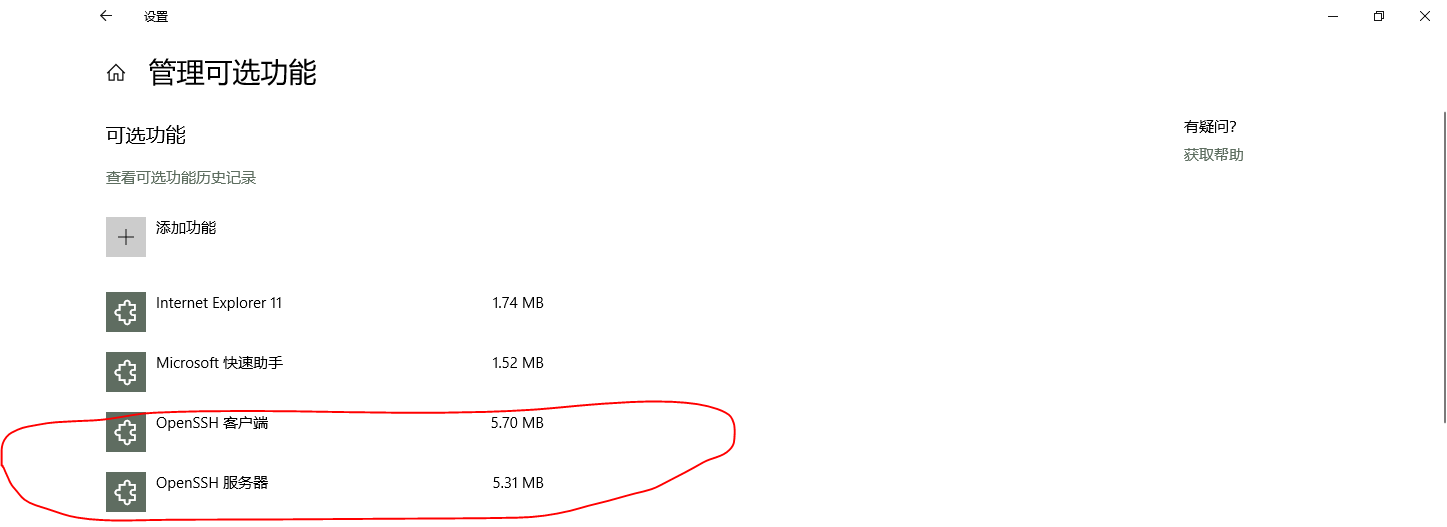 设置
管理可选功能
可选功能
有疑问?
获取帮助
查看可选功能历史记录
添加功能
Internet Explorer 11 1.74 MB
Microsoft 快速助手 1.52 MB
OpenSSH 客户端 5.70 MB
OpenSSH 服务器 5.31 MB